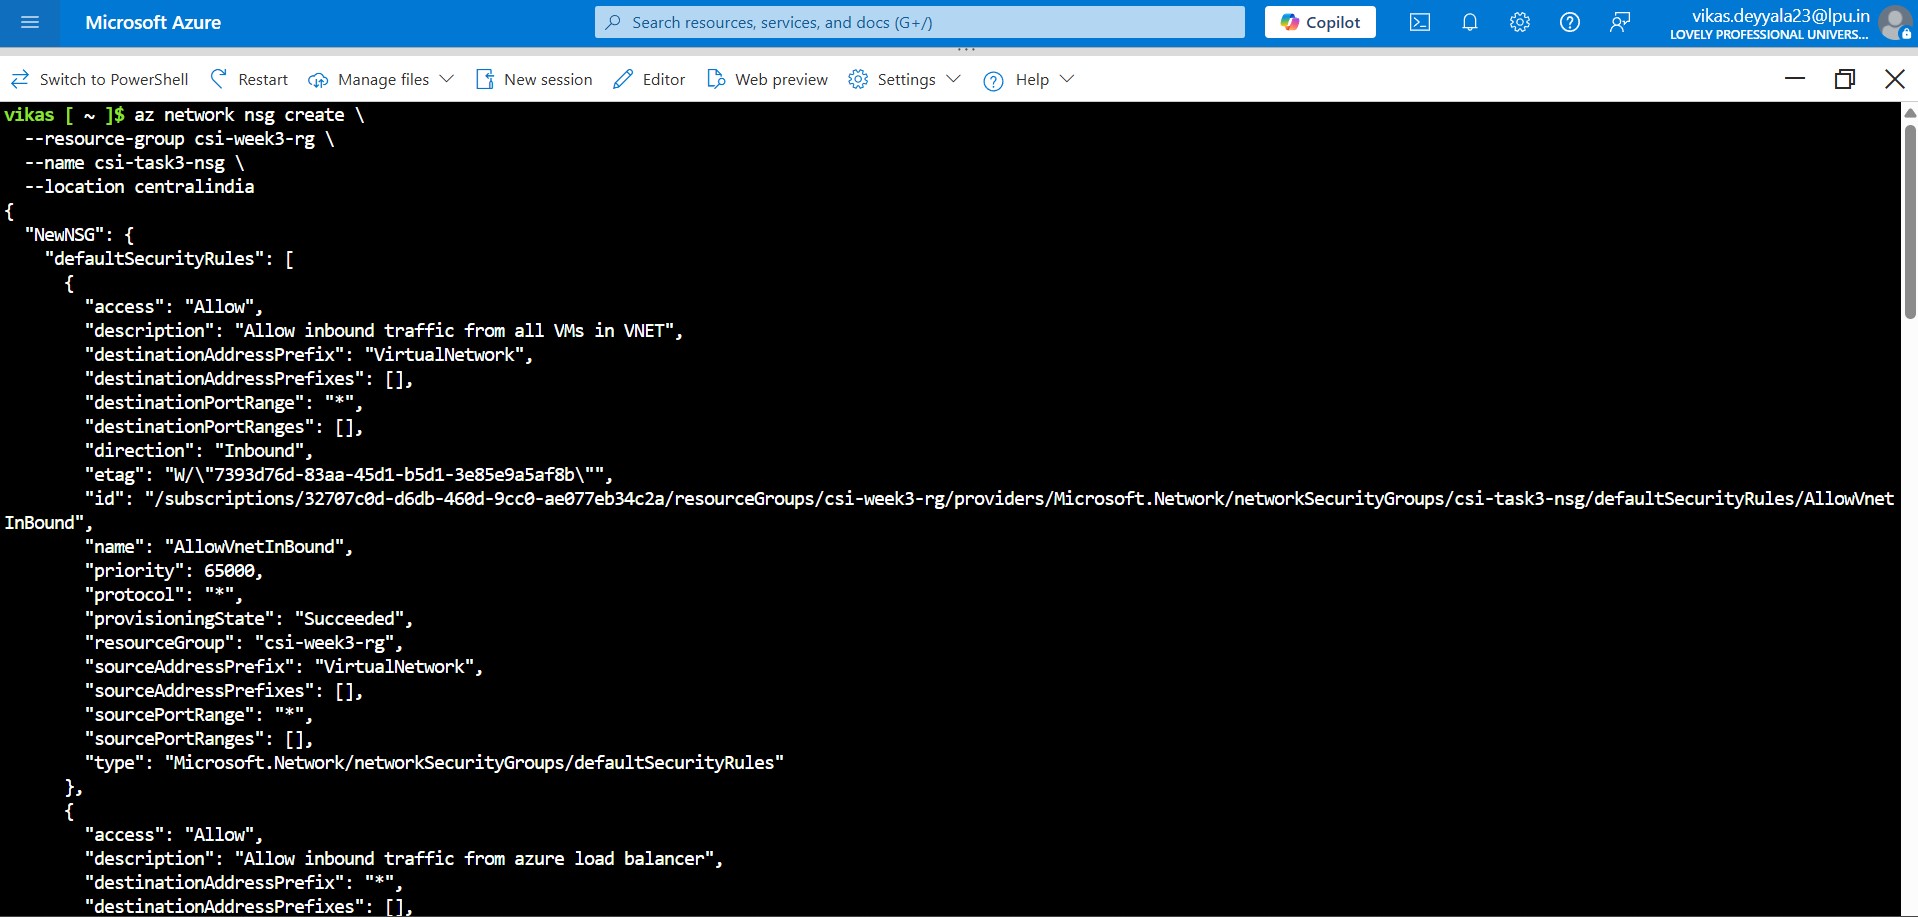 Microsoft Azure
Search resources, services, and docs (G+/)
Copilot
vikas.deyyala23@lpu.in
LOVELY PROFESSIONAL UNIVERS...
Switch to PowerShell
Restart
Manage files
New session
Editor
Web preview
Settings
Help
vikas [ ~ ]$ az network nsg create \
  --resource-group csi-week3-rg \
  --name csi-task3-nsg \
  --location centralindia
{
  "NewNSG": {
    "defaultSecurityRules": [
      {
        "access": "Allow",
        "description": "Allow inbound traffic from all VMs in VNET",
        "destinationAddressPrefix": "VirtualNetwork",
        "destinationAddressPrefixes": [],
        "destinationPortRange": "*",
        "destinationPortRanges": [],
        "direction": "Inbound",
        "etag": "W/\"7393d76d-83aa-45d1-b5d1-3e85e9a5af8b\"",
        "id": "/subscriptions/32707c0d-d6db-460d-9cc0-ae077eb34c2a/resourceGroups/csi-week3-rg/providers/Microsoft.Network/networkSecurityGroups/csi-task3-nsg/defaultSecurityRules/AllowVnet
InBound",
        "name": "AllowVnetInBound",
        "priority": 65000,
        "protocol": "*",
        "provisioningState": "Succeeded",
        "resourceGroup": "csi-week3-rg",
        "sourceAddressPrefix": "VirtualNetwork",
        "sourceAddressPrefixes": [],
        "sourcePortRange": "*",
        "sourcePortRanges": [],
        "type": "Microsoft.Network/networkSecurityGroups/defaultSecurityRules"
      },
      {
        "access": "Allow",
        "description": "Allow inbound traffic from azure load balancer",
        "destinationAddressPrefix": "*",
        "destinationAddressPrefixes": [],